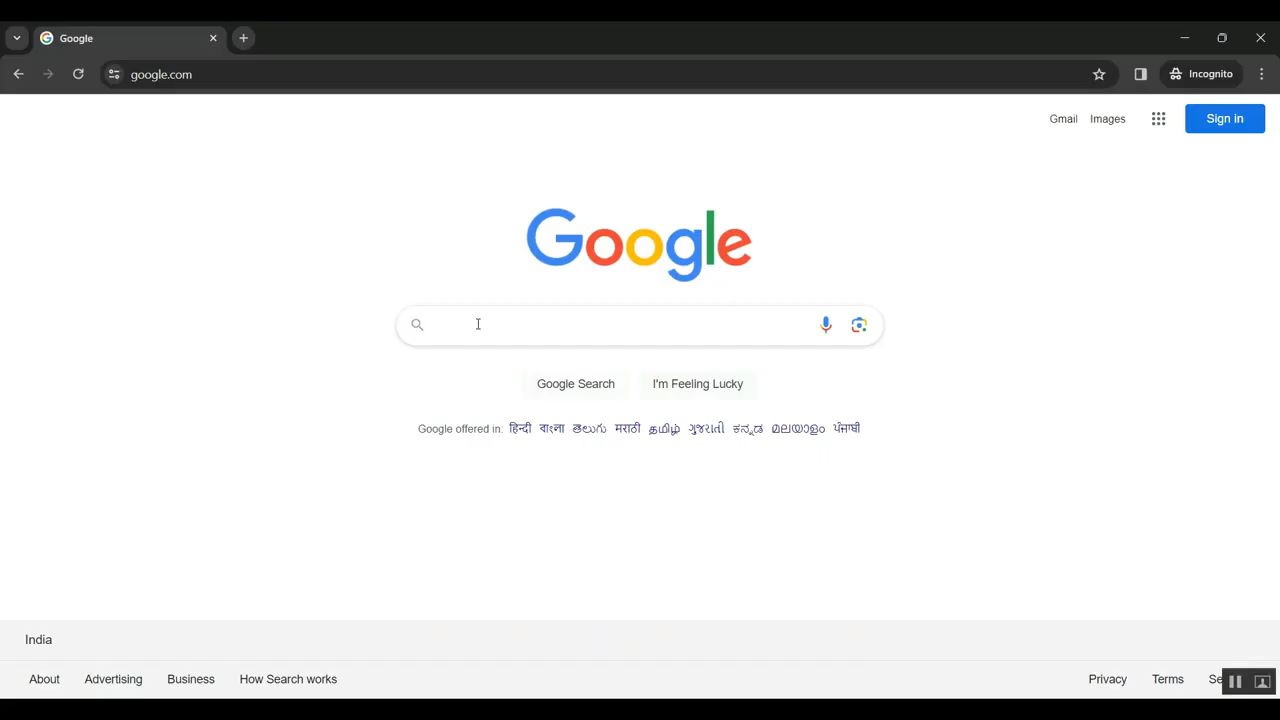 Google
google.com
Incognito
Gmail Images Sign in
Google
Google Search I'm Feeling Lucky
Google offered in: हिन्दी বাংলা తెలుగు मराठी தமிழ் ગુજરાતી ಕನ್ನಡ മലയാളം ਪੰਜਾਬੀ
India
About Advertising Business How Search works Privacy Terms Se